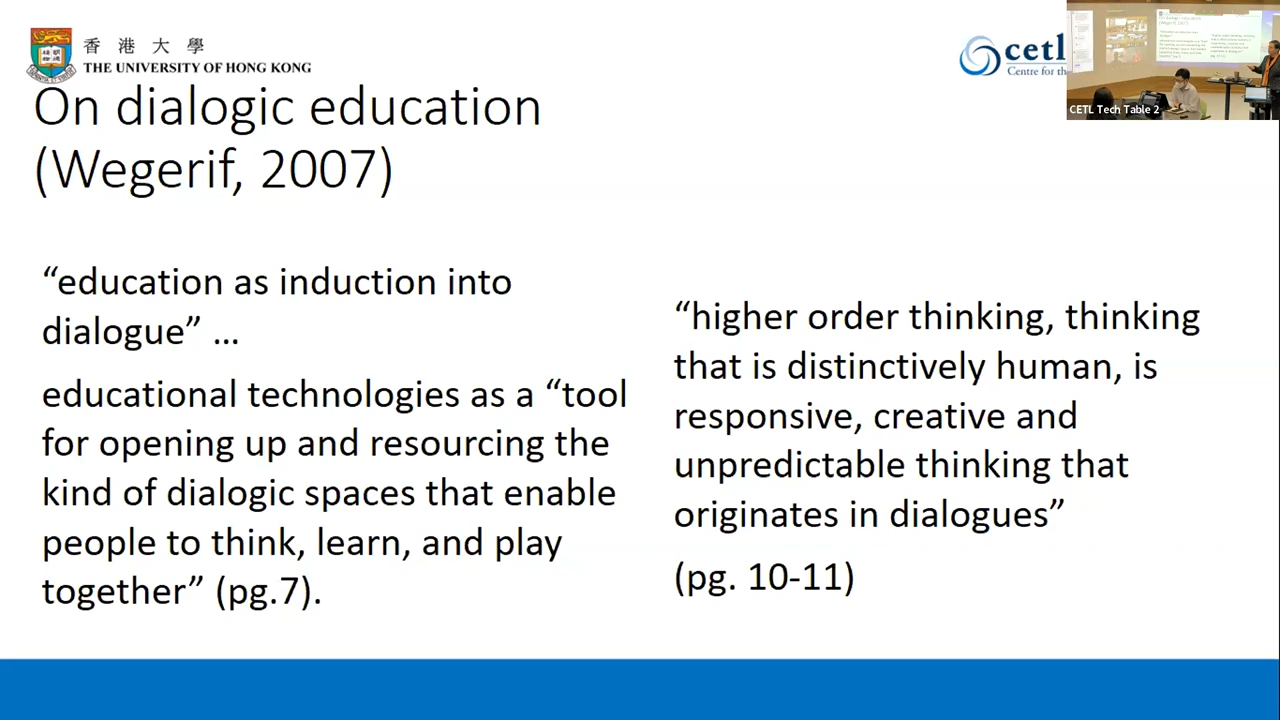 香港大學
THE UNIVERSITY OF HONG KONG
cetl
Centre for the
CETL Tech Table 2
On dialogic education
(Wegerif, 2007)
“education as induction into
dialogue” ...
educational technologies as a “tool
for opening up and resourcing the
kind of dialogic spaces that enable
people to think, learn, and play
together” (pg.7).
“higher order thinking, thinking
that is distinctively human, is
responsive, creative and
unpredictable thinking that
originates in dialogues”
(pg. 10-11)